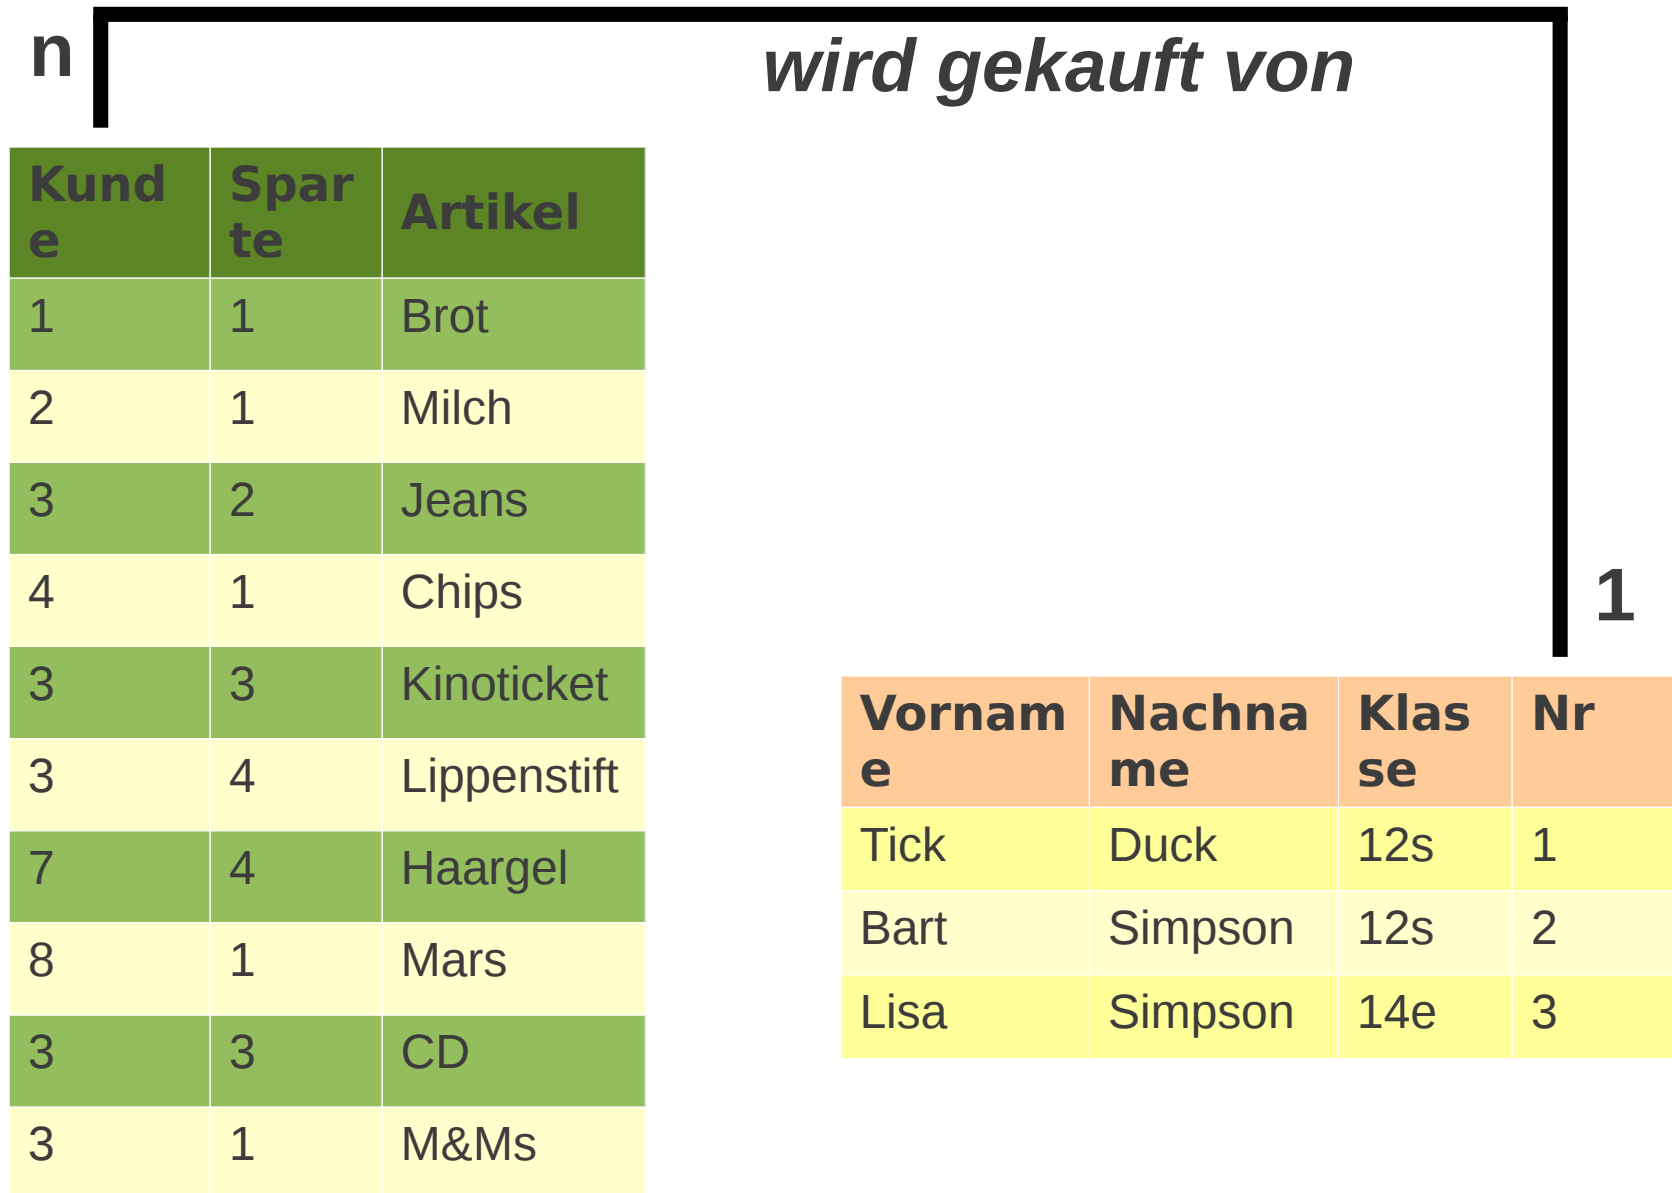 n
wird gekauft von
Kund
e
Spar
te
Artikel
1 1 Brot
2 1 Milch
3 2 Jeans
4 1 Chips
3 3 Kinoticket
3 4 Lippenstift
7 4 Haargel
8 1 Mars
3 3 CD
3 1 M&Ms
1
Vornam
e
Nachna
me
Klas
se
Nr
Tick Duck 12s 1
Bart Simpson 12s 2
Lisa Simpson 14e 3